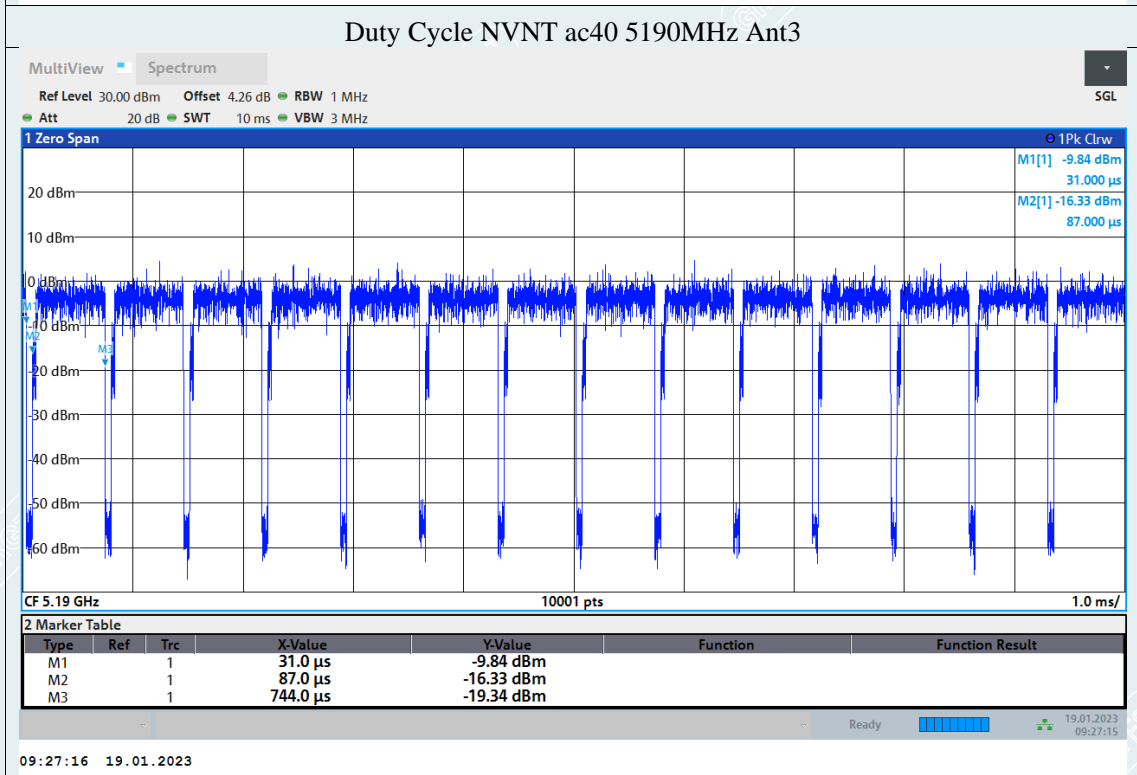 Duty Cycle NVNT ac40 5190MHz Ant3
MultiView Spectrum
Ref Level 30.00 dBm Offset 4.26 dB RBW 1 MHz SGL
Att 20 dB SWT 10 ms VBW 3 MHz
1 Zero Span 1Pk Clrw
M1[1] -9.84 dBm
31.000 µs
20 dBm
M2[1] -16.33 dBm
87.000 µs
10 dBm
0 dBm
M1
-10 dBm
M2
M3
-20 dBm
-30 dBm
-40 dBm
-50 dBm
-60 dBm
CF 5.19 GHz 10001 pts 1.0 ms/
2 Marker Table
Type Ref Trc X-Value Y-Value Function Function Result
M1 1 31.0 µs -9.84 dBm
M2 1 87.0 µs -16.33 dBm
M3 1 744.0 µs -19.34 dBm
Ready 19.01.2023
09:27:15
09:27:16 19.01.2023